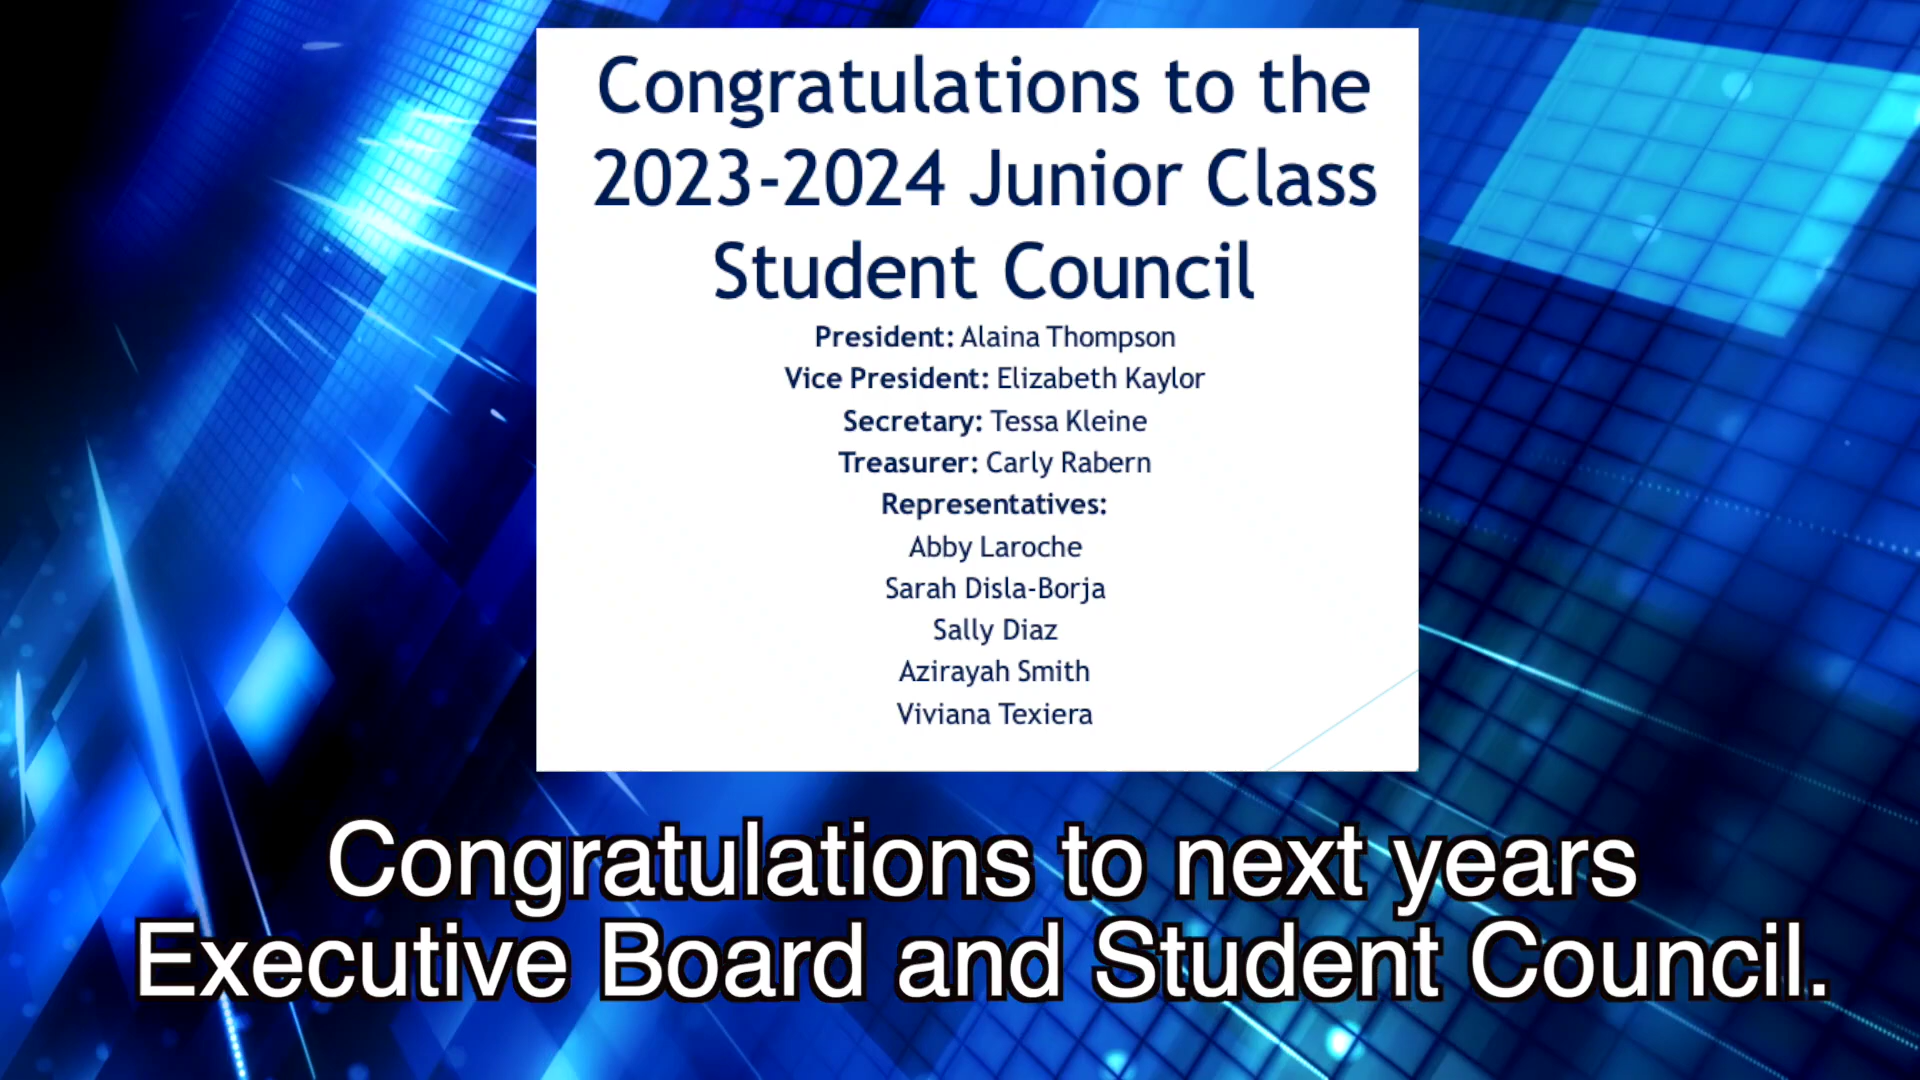 Congratulations to the
2023-2024 Junior Class
Student Council
President: Alaina Thompson
Vice President: Elizabeth Kaylor
Secretary: Tessa Kleine
Treasurer: Carly Rabern
Representatives:
Abby Laroche
Sarah Disla-Borja
Sally Diaz
Azirayah Smith
Viviana Texiera
Congratulations to next years
Executive Board and Student Council.